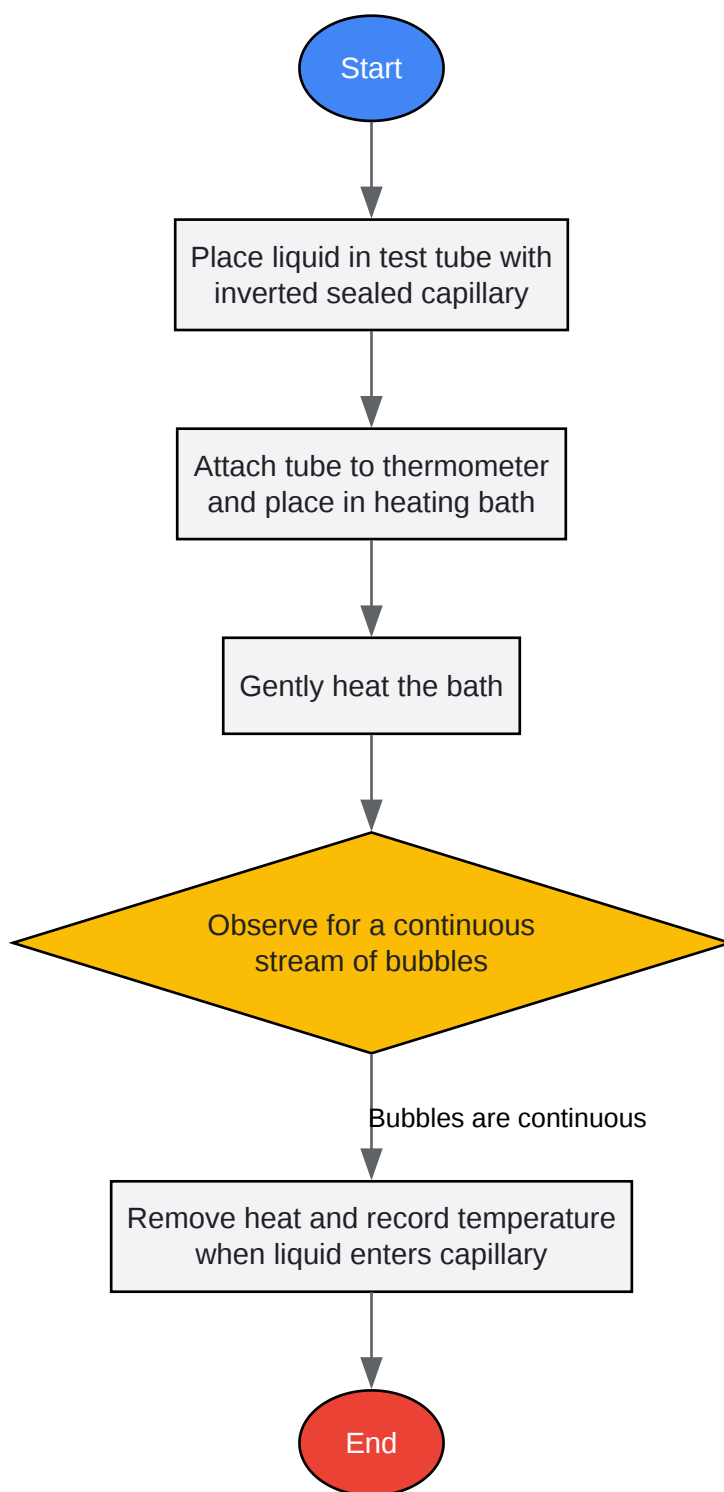 Start
Place liquid in test tube with
inverted sealed capillary
Attach tube to thermometer
and place in heating bath
Gently heat the bath
Observe for a continuous
stream of bubbles
Bubbles are continuous
Remove heat and record temperature
when liquid enters capillary
End